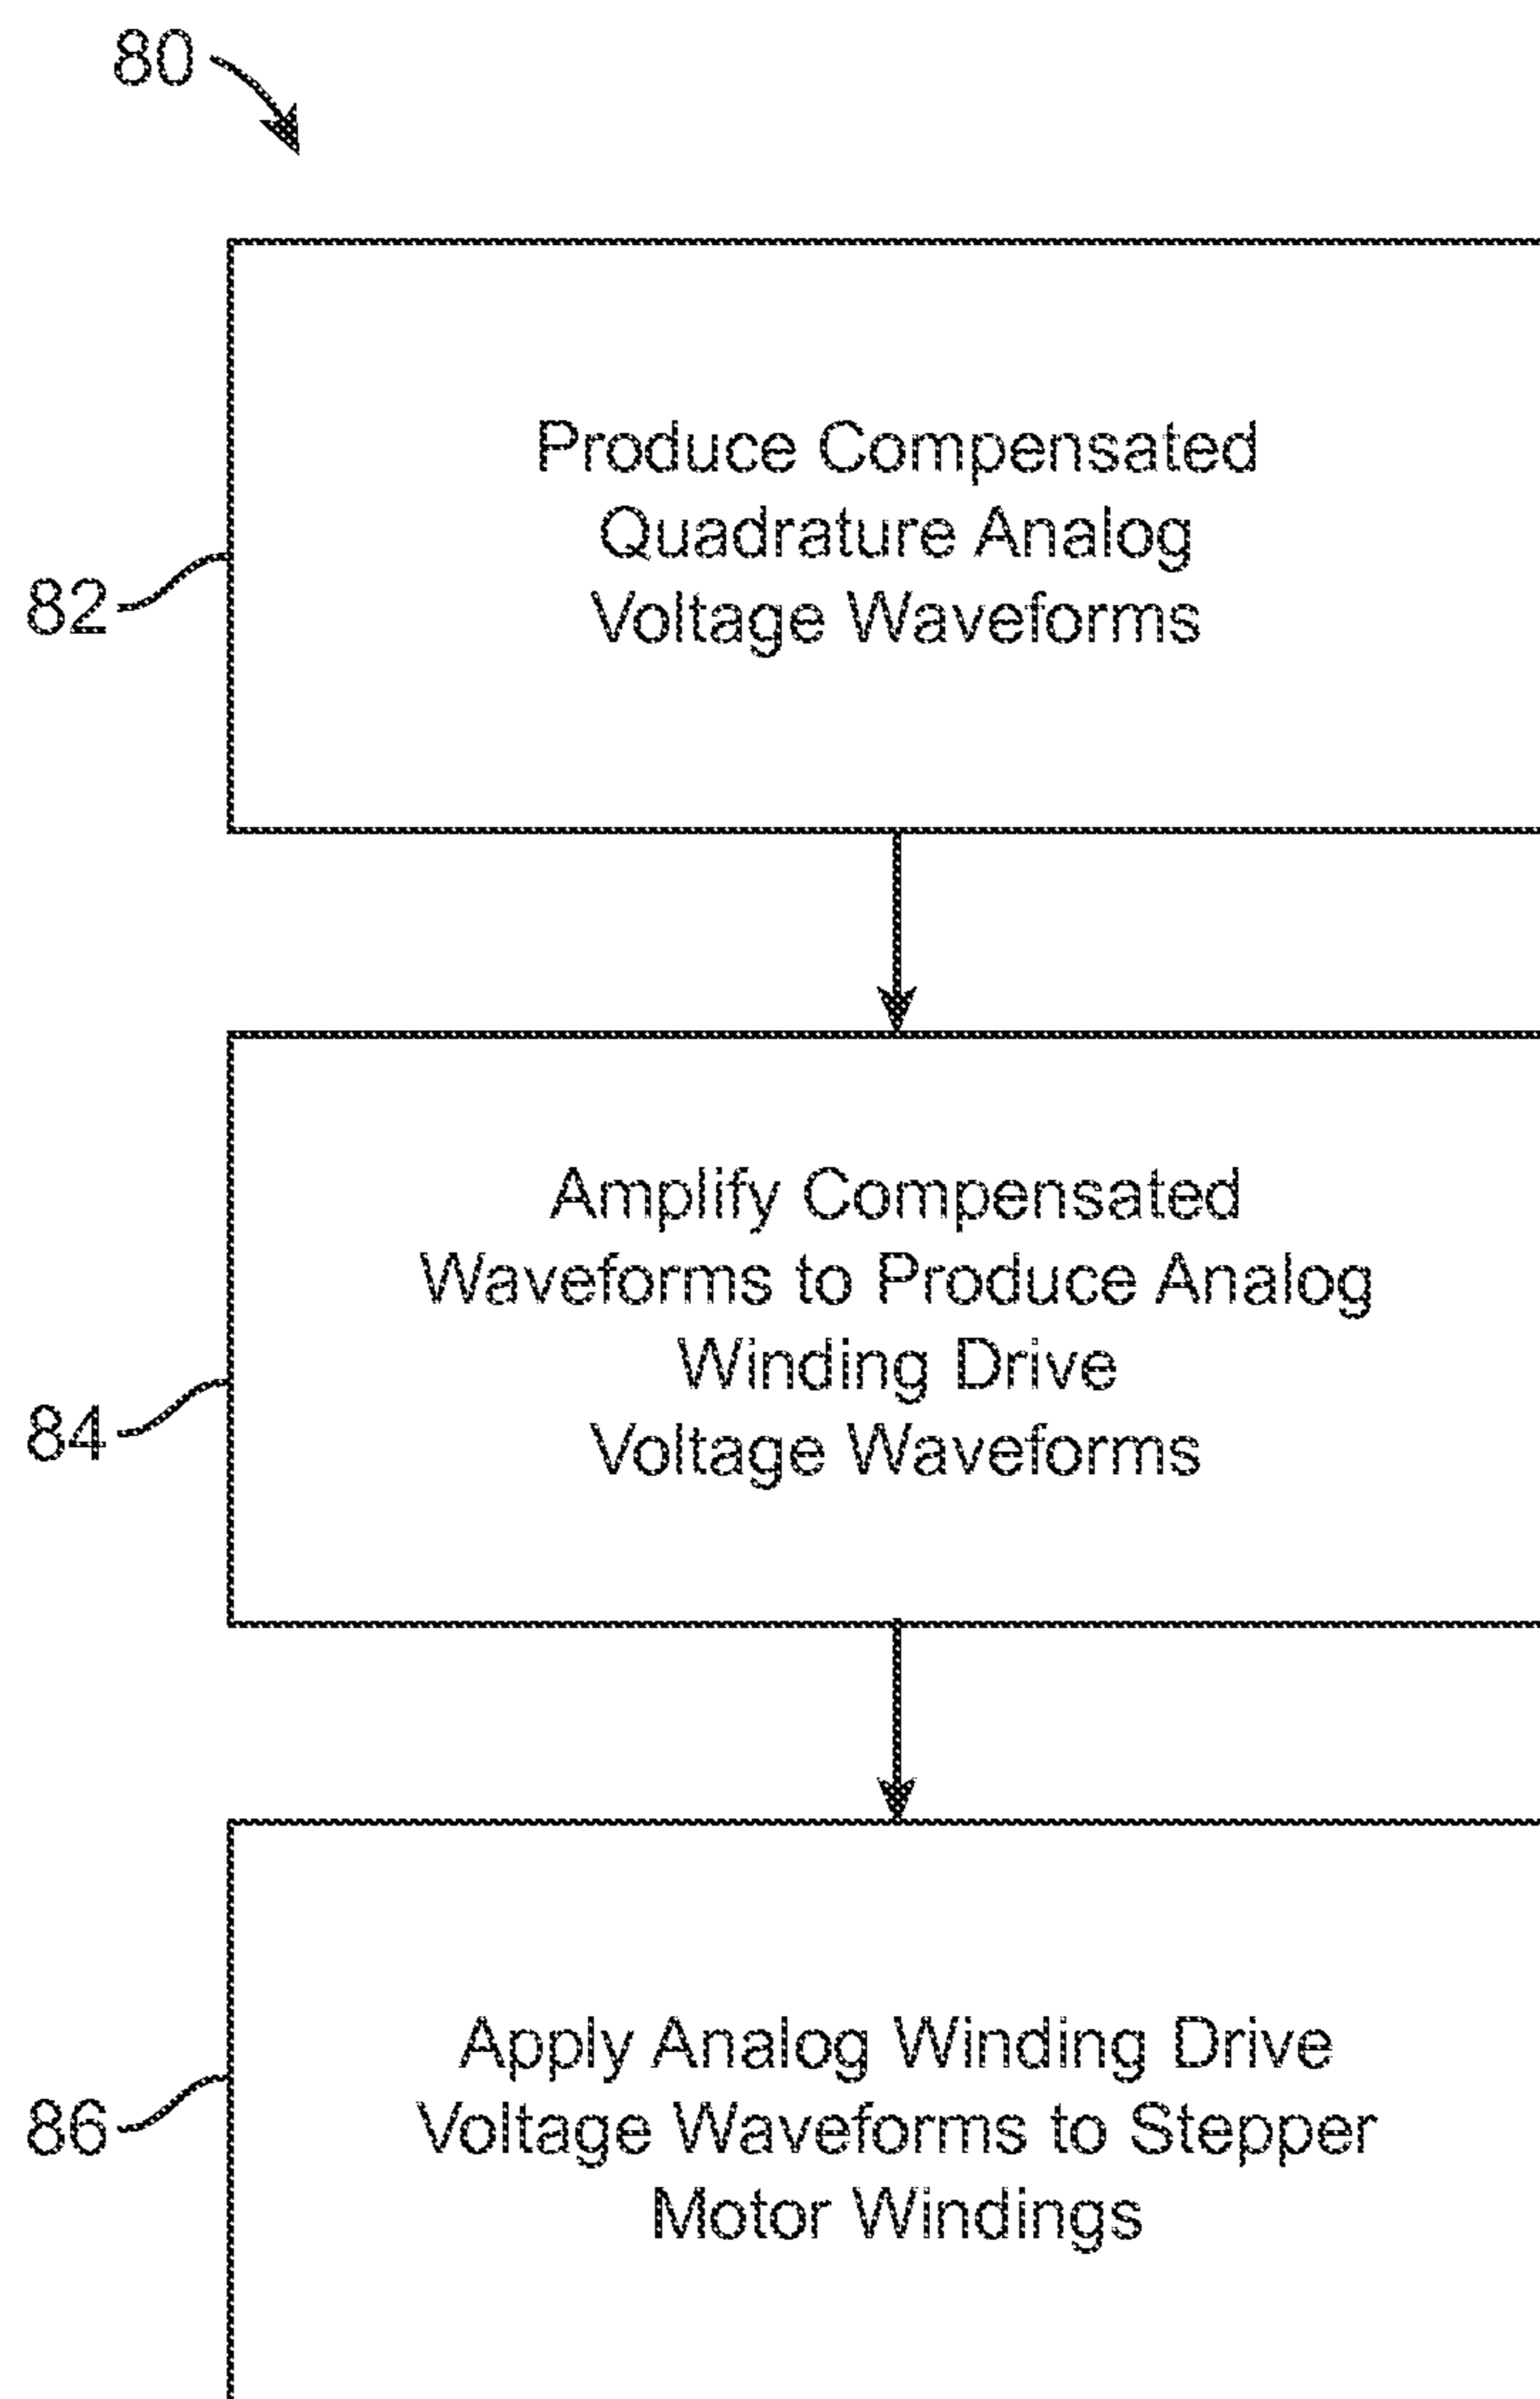 80
Produce Compensated
Quadrature Analog
Voltage Waveforms
82
Amplify Compensated
Waveforms to Produce Analog
Winding Drive
Voltage Waveforms
84
Apply Analog Winding Drive
Voltage Waveforms to Stepper
Motor Windings
86